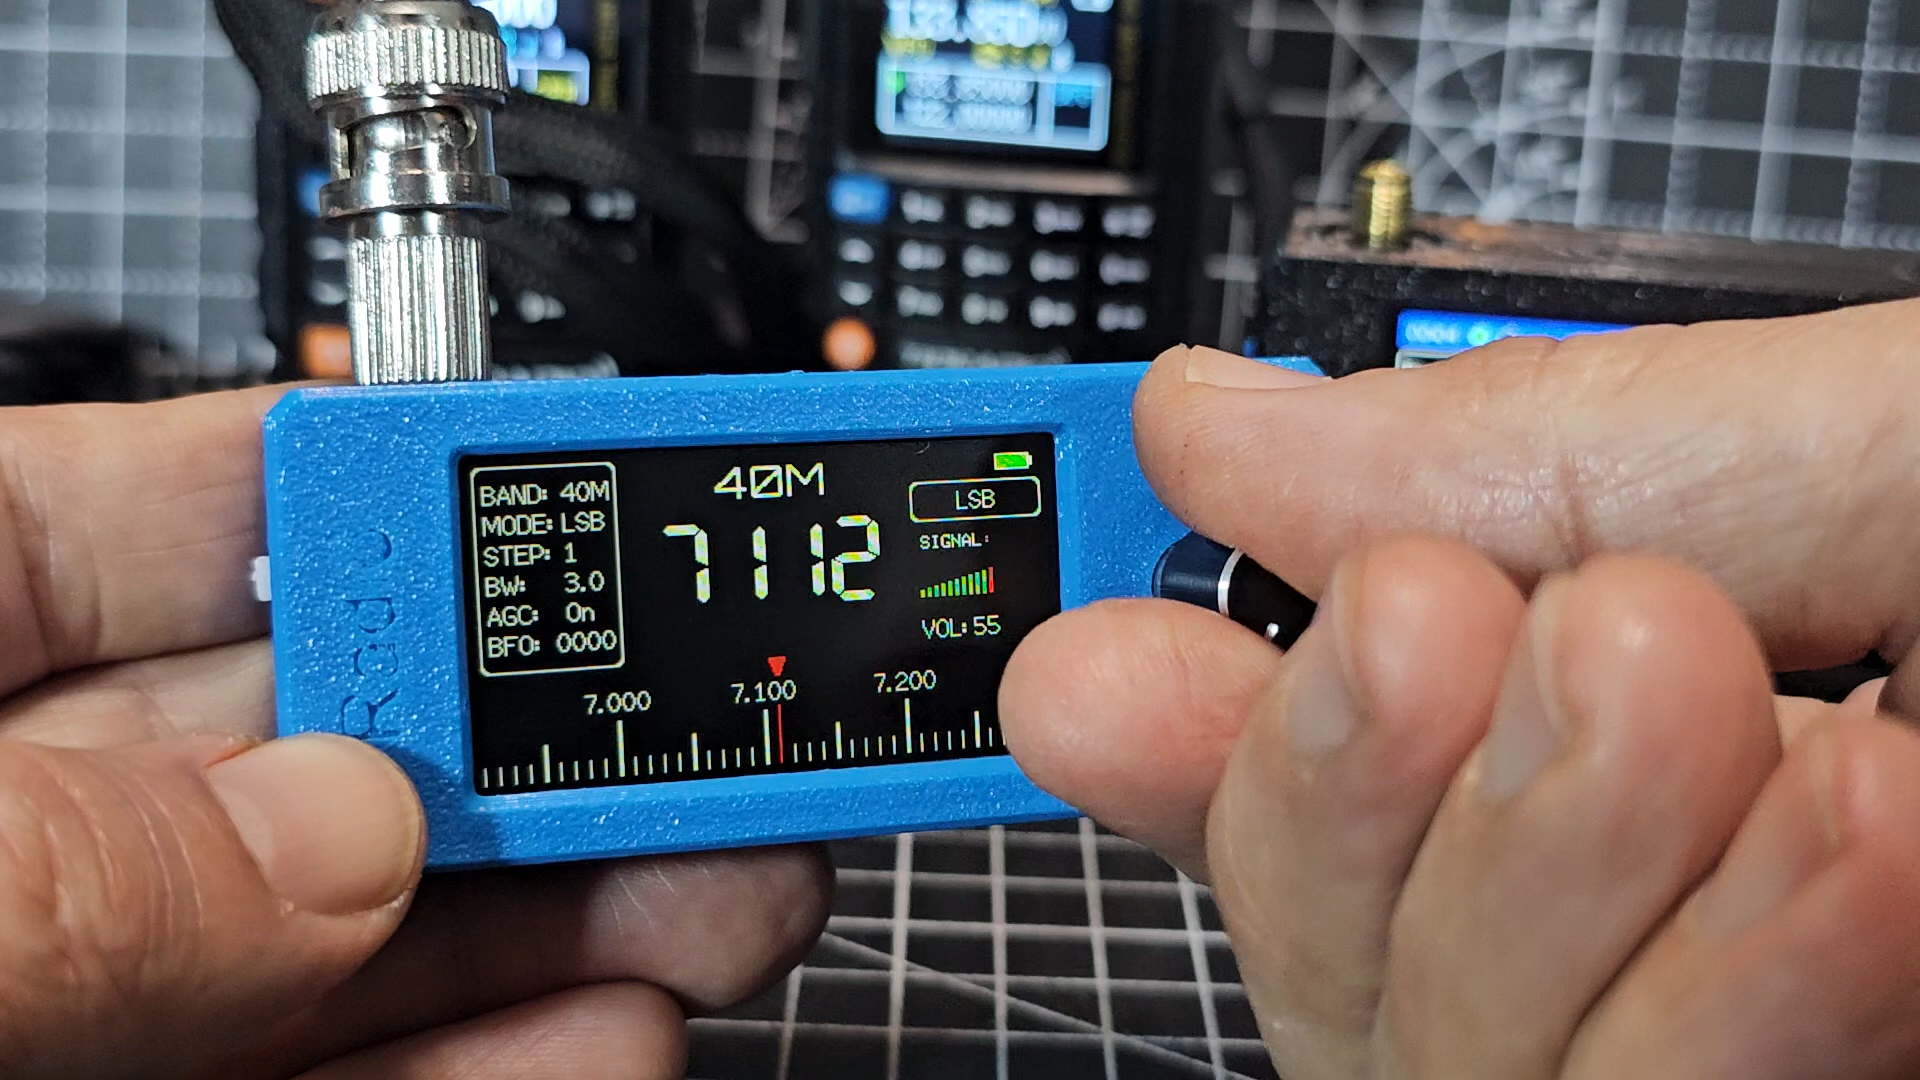 BAND: 40M
MODE: LSB
STEP: 1
BW: 3.0
AGC: On
BFO: 0000
40M
7112
LSB
SIGNAL:
VOL: 55
7.000
7.100
7.200
Radio